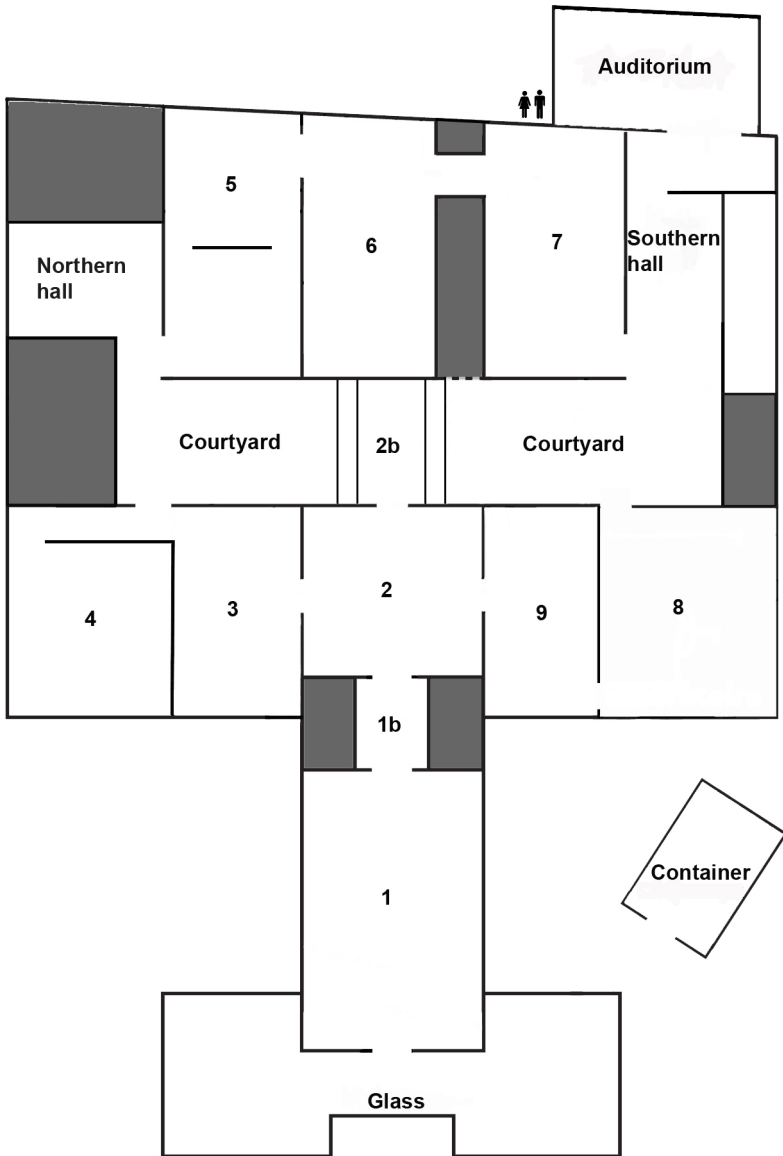 Auditorium
5
6
7
Northern
hall
Southern
hall
Courtyard
2b
Courtyard
4
3
2
9
8
1b
1
Container
Glass